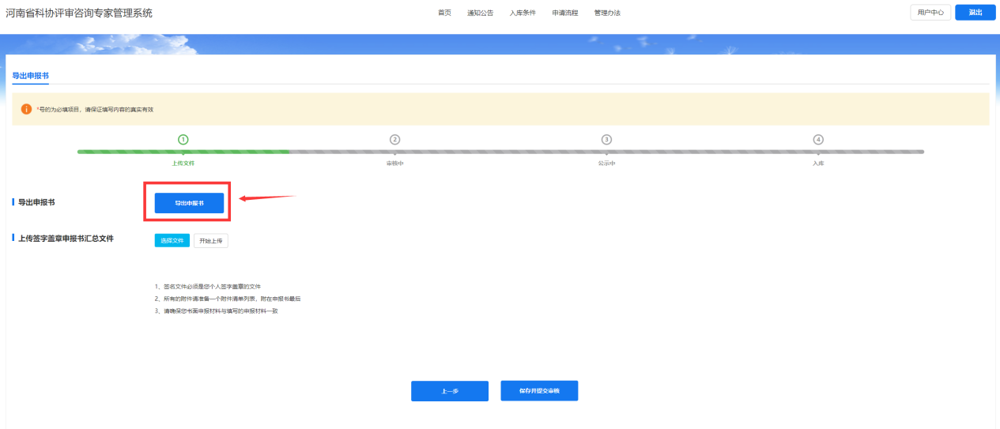 河南省科协评审咨询专家管理系统
首页 通知公告 入库条件 申请流程 管理办法
用户中心 退出
导出申报书
*号的为必填项目，请保证填写内容的真实有效
1 2 3 4
上传文件 审核中 公示中 入库
导出申报书 导出申报书
上传签字盖章申报书汇总文件 选择文件 开始上传
1、签名文件必须是您个人签字盖章的文件
2、所有的附件请准备一个附件清单列表，附在申报书最后
3、请确保您书面申报材料与填写的申报材料一致
上一步 保存并提交审核